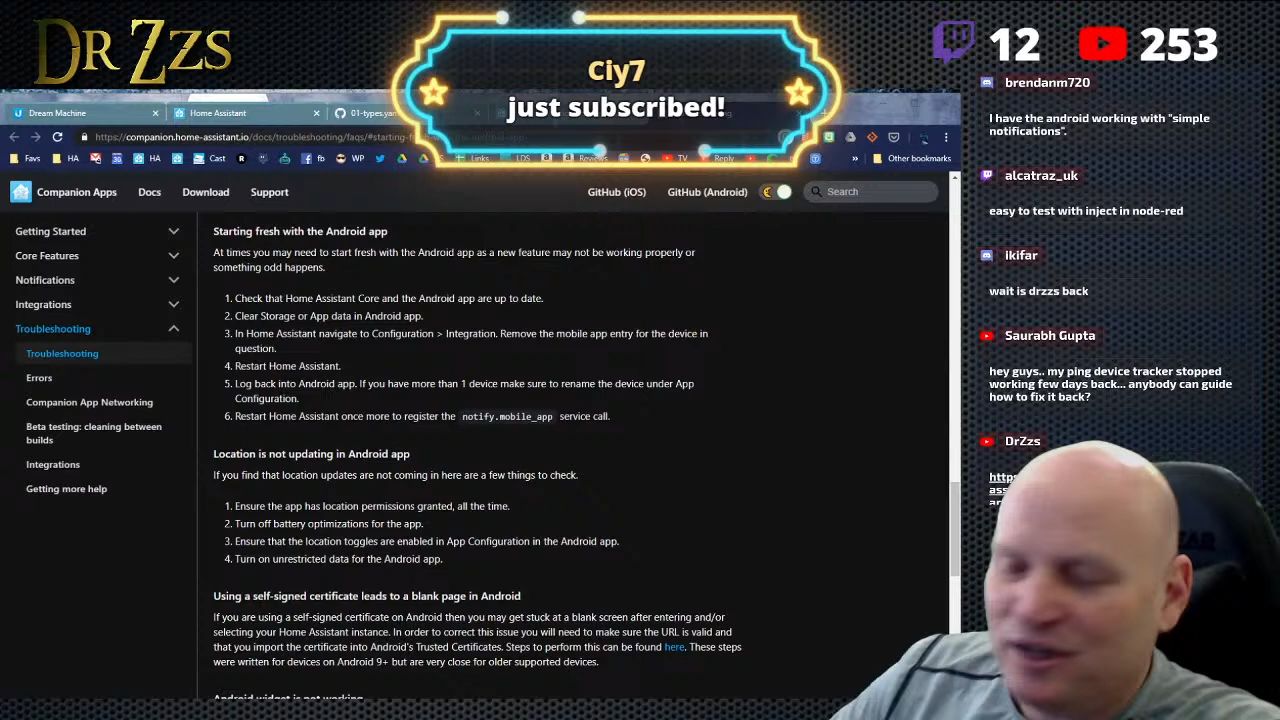 DR ZZS
Ciy7
just subscribed!
12
253
Dream Machine
Home Assistant
01-types.yam
https://companion.home-assistant.io/docs/troubleshooting/faqs/#starting-fr
Favs
HA
HA
Cast
fb
WP
Links
LDS
Reviews
TV
Reply
Other bookmarks
Companion Apps
Docs
Download
Support
GitHub (iOS)
GitHub (Android)
Search
Getting Started
Core Features
Notifications
Integrations
Troubleshooting
Troubleshooting
Errors
Companion App Networking
Beta testing: cleaning between
builds
Integrations
Getting more help
Starting fresh with the Android app
At times you may need to start fresh with the Android app as a new feature may not be working properly or
something odd happens.
1. Check that Home Assistant Core and the Android app are up to date.
2. Clear Storage or App data in Android app.
3. In Home Assistant navigate to Configuration > Integration. Remove the mobile app entry for the device in
question.
4. Restart Home Assistant.
5. Log back into Android app. If you have more than 1 device make sure to rename the device under App
Configuration.
6. Restart Home Assistant once more to register the notify.mobile_app service call.
Location is not updating in Android app
If you find that location updates are not coming in here are a few things to check.
1. Ensure the app has location permissions granted, all the time.
2. Turn off battery optimizations for the app.
3. Ensure that the location toggles are enabled in App Configuration in the Android app.
4. Turn on unrestricted data for the Android app.
Using a self-signed certificate leads to a blank page in Android
If you are using a self-signed certificate on Android then you may get stuck at a blank screen after entering and/or
selecting your Home Assistant instance. In order to correct this issue you will need to make sure the URL is valid and
that you import the certificate into Android's Trusted Certificates. Steps to perform this can be found here. These steps
were written for devices on Android 9+ but are very close for older supported devices.
Android widget is not working
brendanm720
I have the android working with "simple
notifications".
alcatraz_uk
easy to test with inject in node-red
ikifar
wait is drzzs back
Saurabh Gupta
hey guys.. my ping device tracker stopped
working few days back... anybody can guide
how to fix it back?
DrZzs